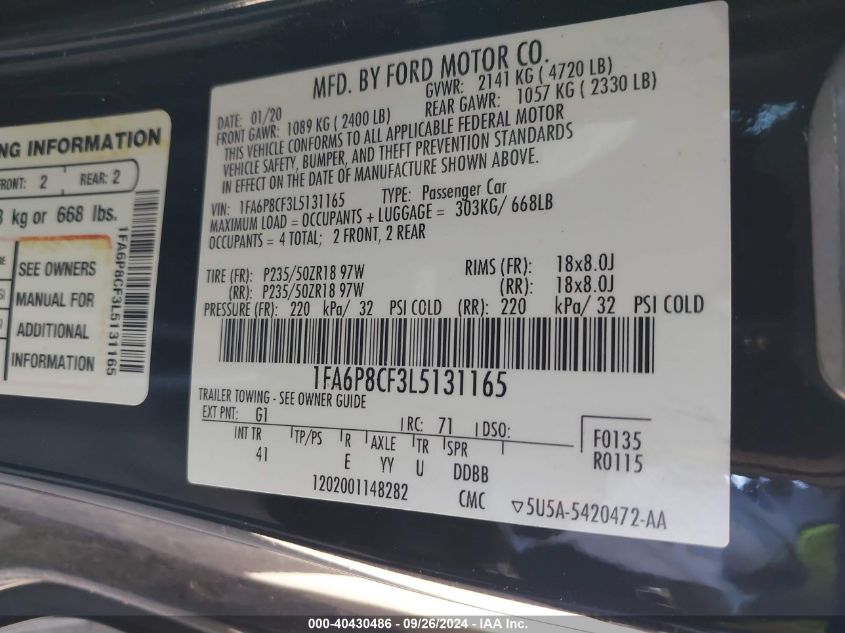 NG INFORMATION
FRONT: 2 REAR: 2
kg or 668 lbs.
SEE OWNERS
MANUAL FOR
ADDITIONAL
INFORMATION
1FA6P8CF3L5131165
MFD. BY FORD MOTOR CO.
DATE: 01/20 GVWR: 2141 KG ( 4720 LB)
FRONT GAWR: 1089 KG ( 2400 LB) REAR GAWR: 1057 KG ( 2330 LB)
THIS VEHICLE CONFORMS TO ALL APPLICABLE FEDERAL MOTOR
VEHICLE SAFETY, BUMPER, AND THEFT PREVENTION STANDARDS
IN EFFECT ON THE DATE OF MANUFACTURE SHOWN ABOVE.
VIN: 1FA6P8CF3L5131165 TYPE: Passenger Car
MAXIMUM LOAD = OCCUPANTS + LUGGAGE = 303KG/ 668LB
OCCUPANTS = 4 TOTAL; 2 FRONT, 2 REAR
TIRE (FR): P235/50ZR18 97W RIMS (FR): 18x8.0J
(RR): P235/50ZR18 97W (RR): 18x8.0J
PRESSURE (FR): 220 kPa/ 32 PSI COLD (RR): 220 kPa/ 32 PSI COLD
1FA6P8CF3L5131165
TRAILER TOWING - SEE OWNER GUIDE
EXT PNT: G1 RC: 71 DSO: F0135
INT TR TP/PS R AXLE TR SPR R0115
41 E YY U DDBB
1202001148282 CMC ▽5U5A-5420472-AA
000-40430486 - 09/26/2024 - IAA Inc.